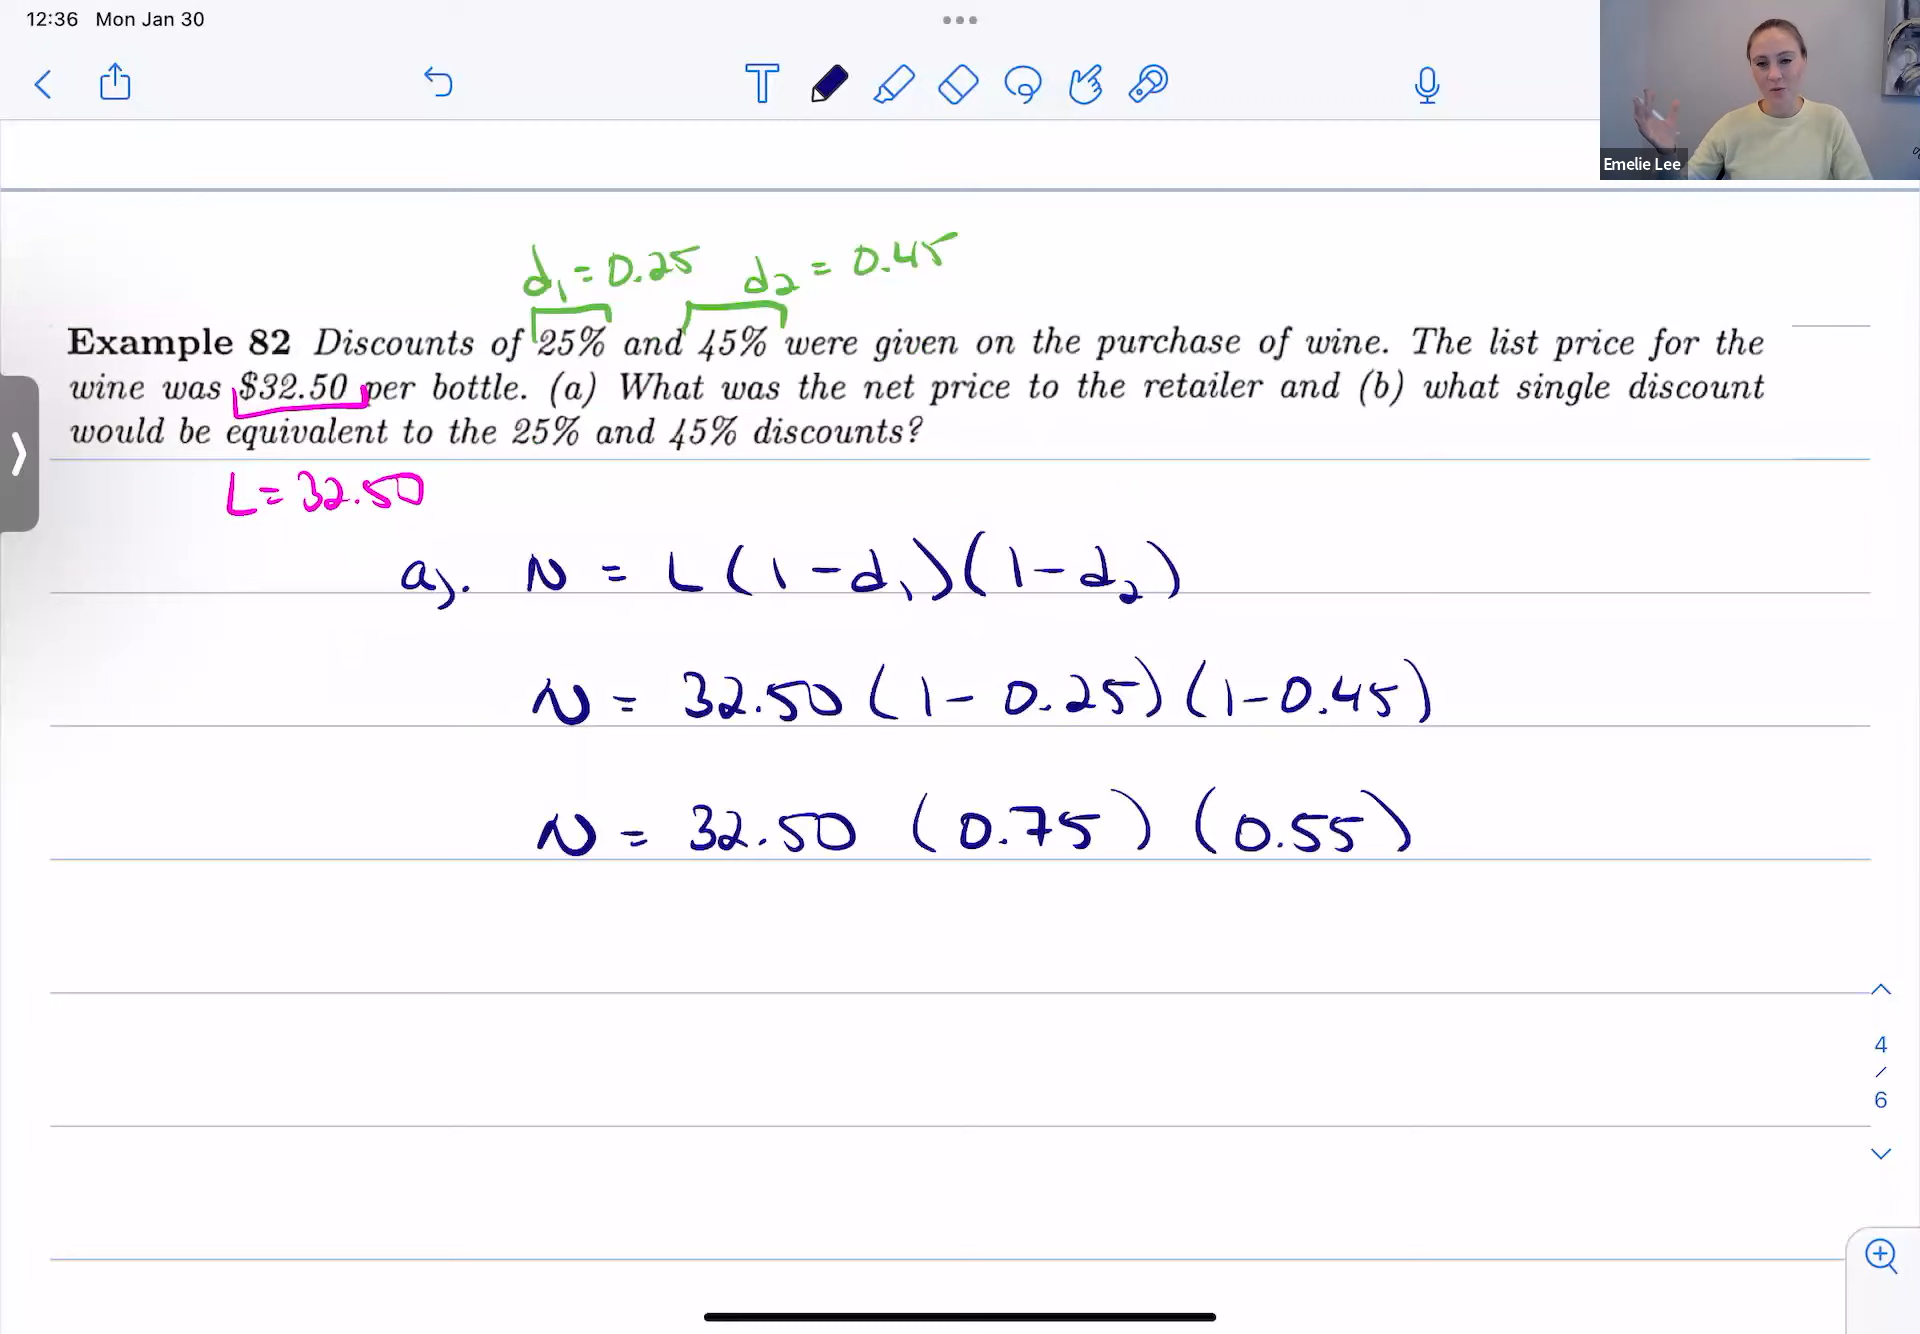 12:36 Mon Jan 30
T
Emelie Lee
d₁ = 0.25 d₂ = 0.45
Example 82 Discounts of 25% and 45% were given on the purchase of wine. The list price for the
wine was $32.50 per bottle. (a) What was the net price to the retailer and (b) what single discount
would be equivalent to the 25% and 45% discounts?
L = 32.50
a). N = L(1-d₁)(1-d₂)
N = 32.50(1-0.25)(1-0.45)
N = 32.50 (0.75) (0.55)
4
/
6